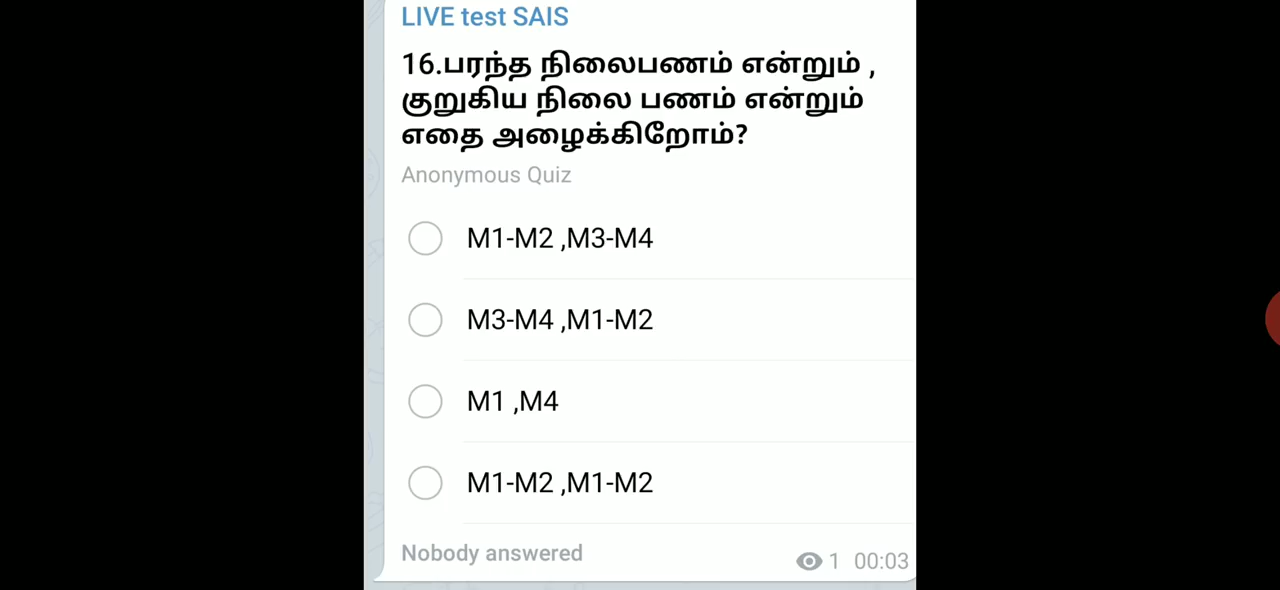 LIVE test SAIS
16.பரந்த நிலைபணம் என்றும் ,
குறுகிய நிலை பணம் என்றும்
எதை அழைக்கிறோம்?
Anonymous Quiz
M1-M2 ,M3-M4
M3-M4 ,M1-M2
M1 ,M4
M1-M2 ,M1-M2
Nobody answered
1 00:03